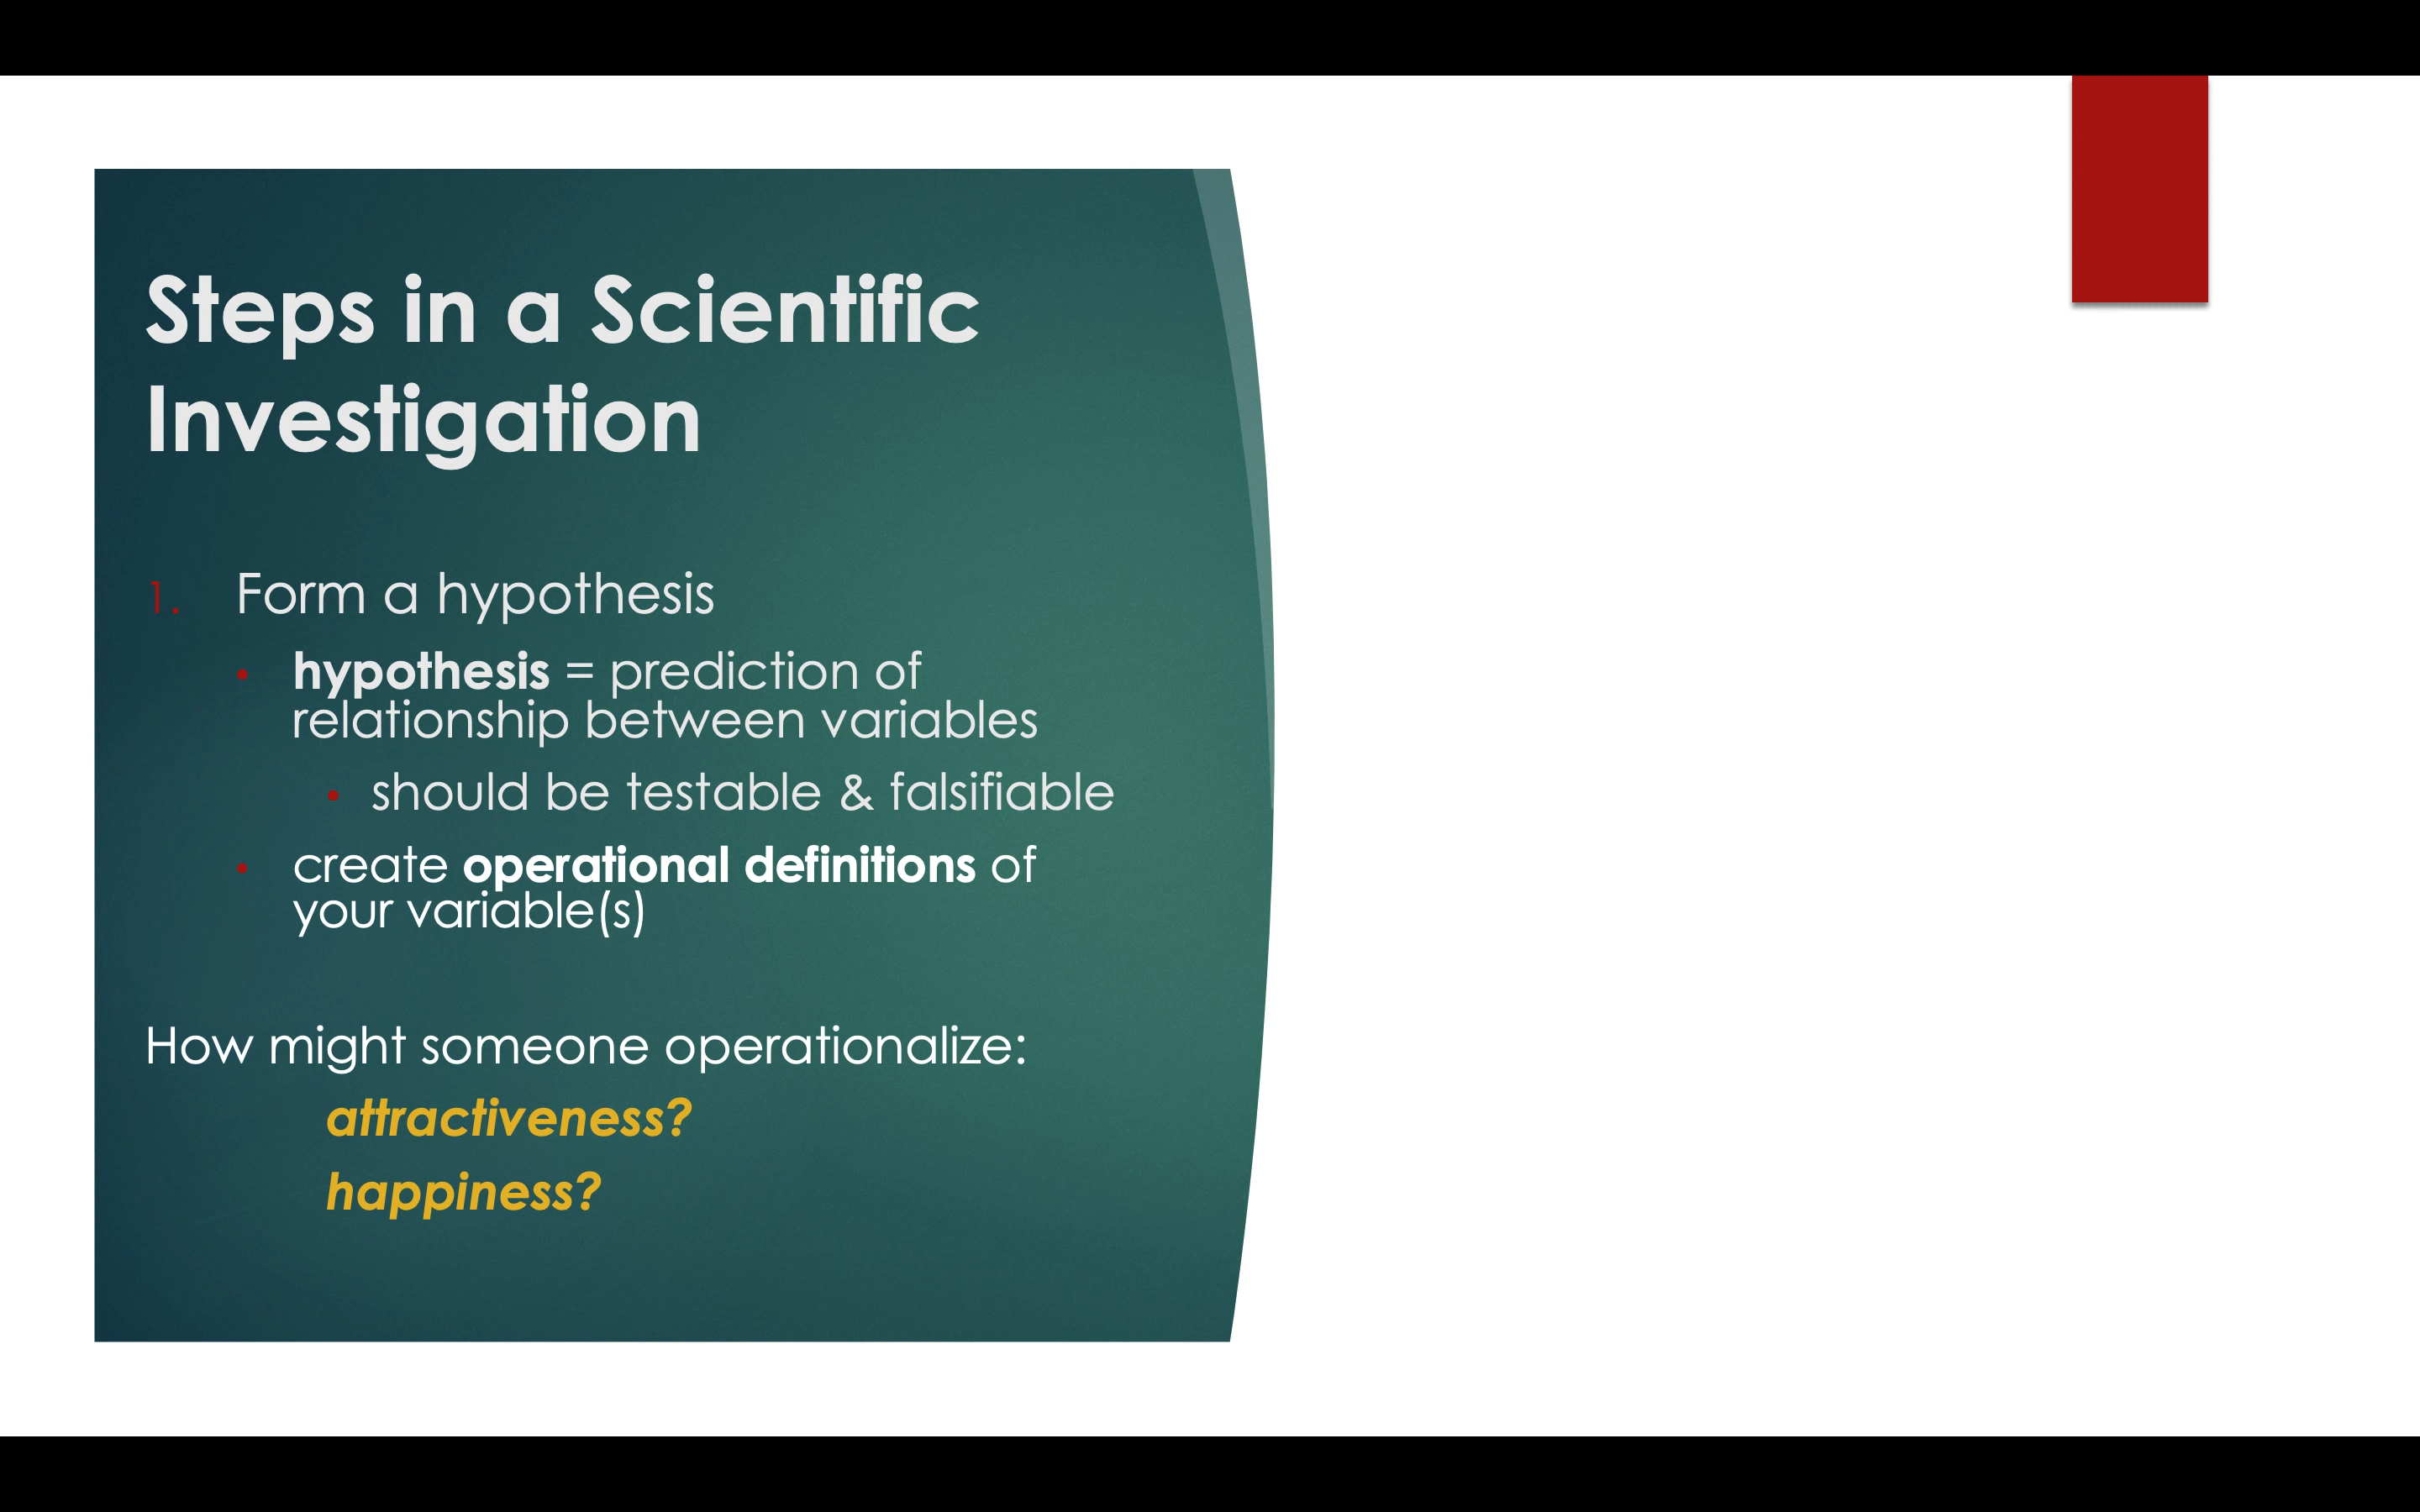 Steps in a Scientific
Investigation
1. Form a hypothesis
• hypothesis = prediction of
relationship between variables
• should be testable & falsifiable
• create operational definitions of
your variable(s)
How might someone operationalize:
attractiveness?
happiness?